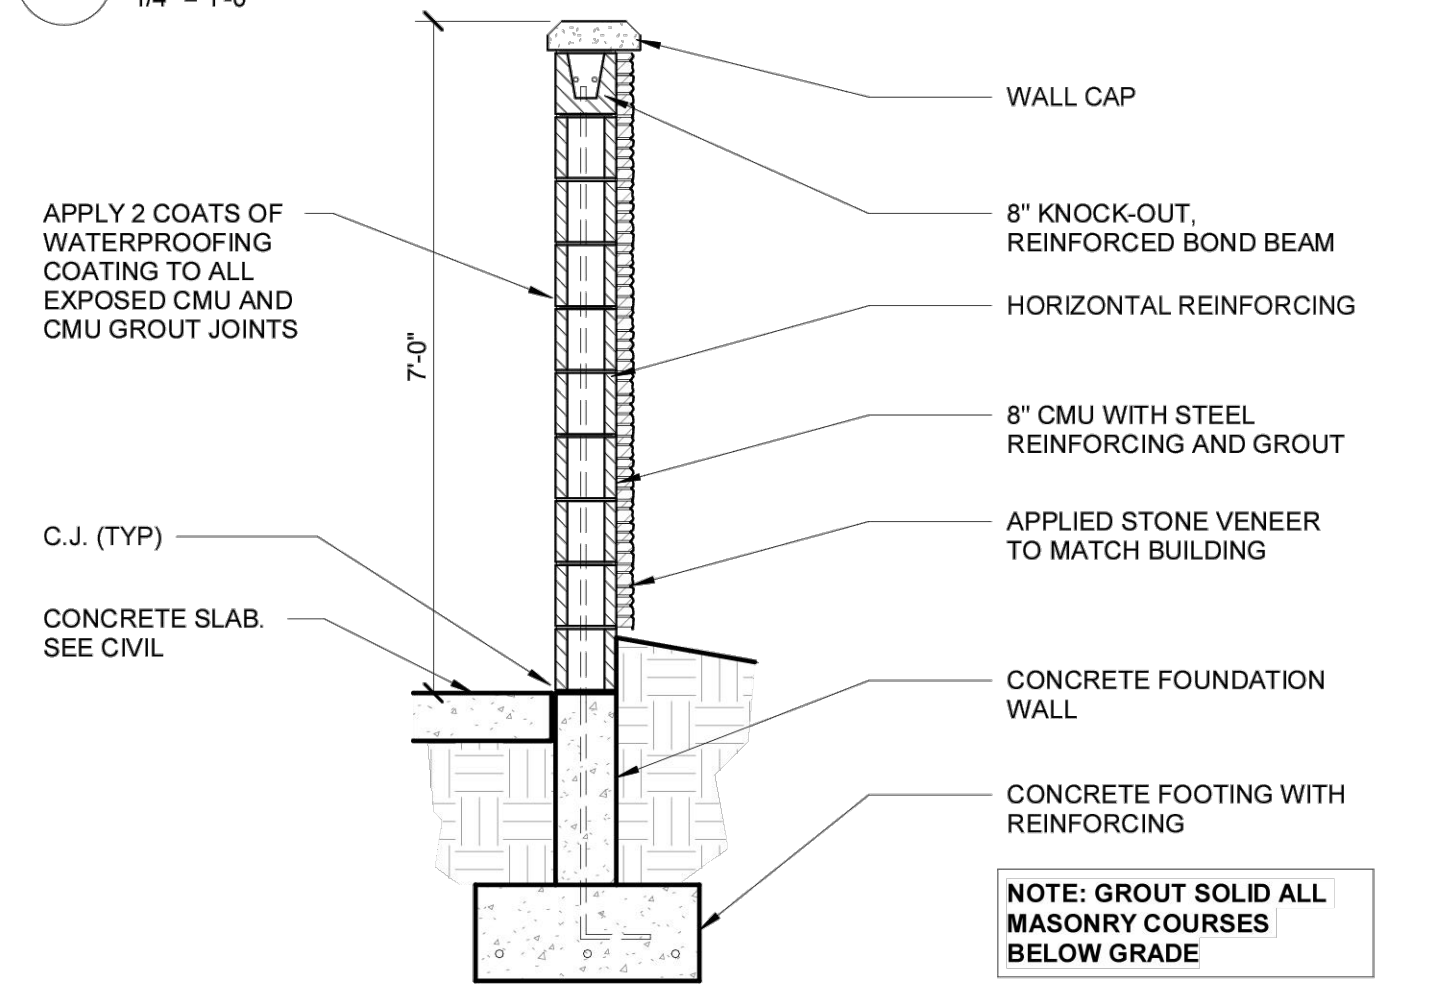 WALL CAP
APPLY 2 COATS OF
WATERPROOFING
COATING TO ALL
EXPOSED CMU AND
CMU GROUT JOINTS
8" KNOCK-OUT,
REINFORCED BOND BEAM
HORIZONTAL REINFORCING
7'-0"
8" CMU WITH STEEL
REINFORCING AND GROUT
C.J. (TYP)
APPLIED STONE VENEER
TO MATCH BUILDING
CONCRETE SLAB.
SEE CIVIL
CONCRETE FOUNDATION
WALL
CONCRETE FOOTING WITH
REINFORCING
NOTE: GROUT SOLID ALL
MASONRY COURSES
BELOW GRADE